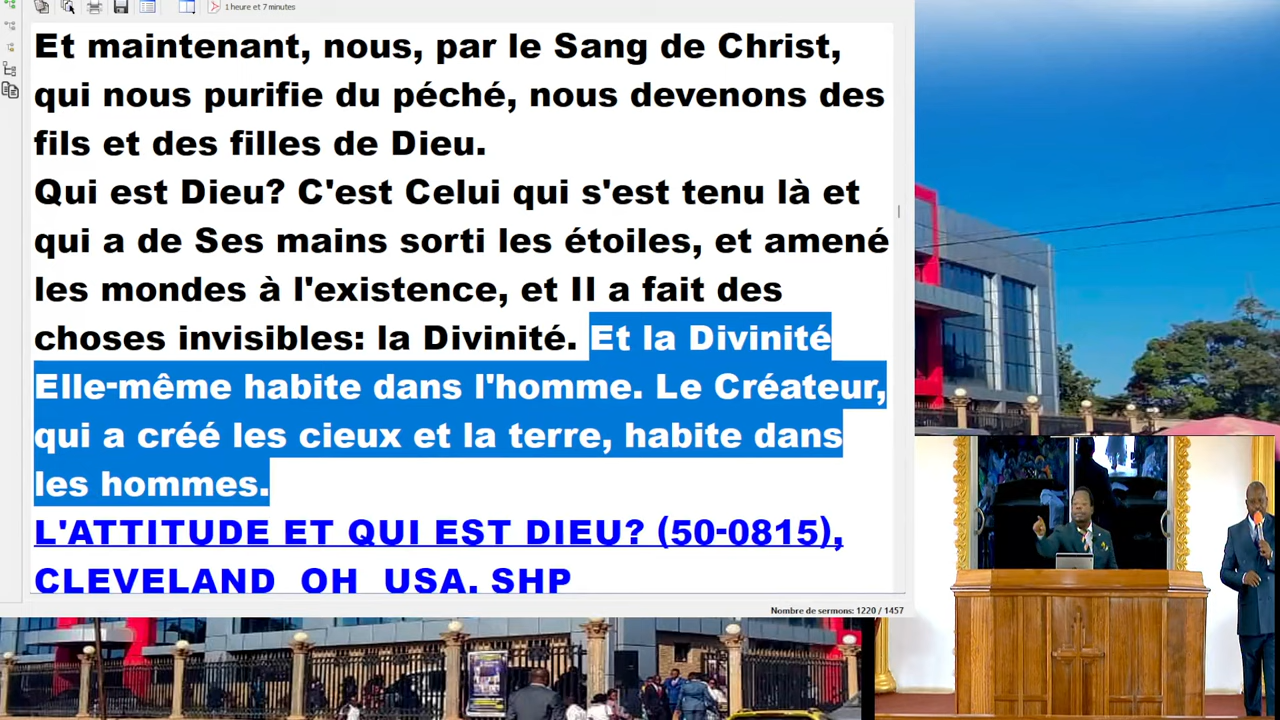 1 heure et 7 minutes
Et maintenant, nous, par le Sang de Christ,
qui nous purifie du péché, nous devenons des
fils et des filles de Dieu.
Qui est Dieu? C'est Celui qui s'est tenu là et
qui a de Ses mains sorti les étoiles, et amené
les mondes à l'existence, et Il a fait des
choses invisibles: la Divinité. Et la Divinité
Elle-même habite dans l'homme. Le Créateur,
qui a créé les cieux et la terre, habite dans
les hommes.
L'ATTITUDE ET QUI EST DIEU? (50-0815),
CLEVELAND OH USA. SHP
Nombre de sermons: 1220 / 1457